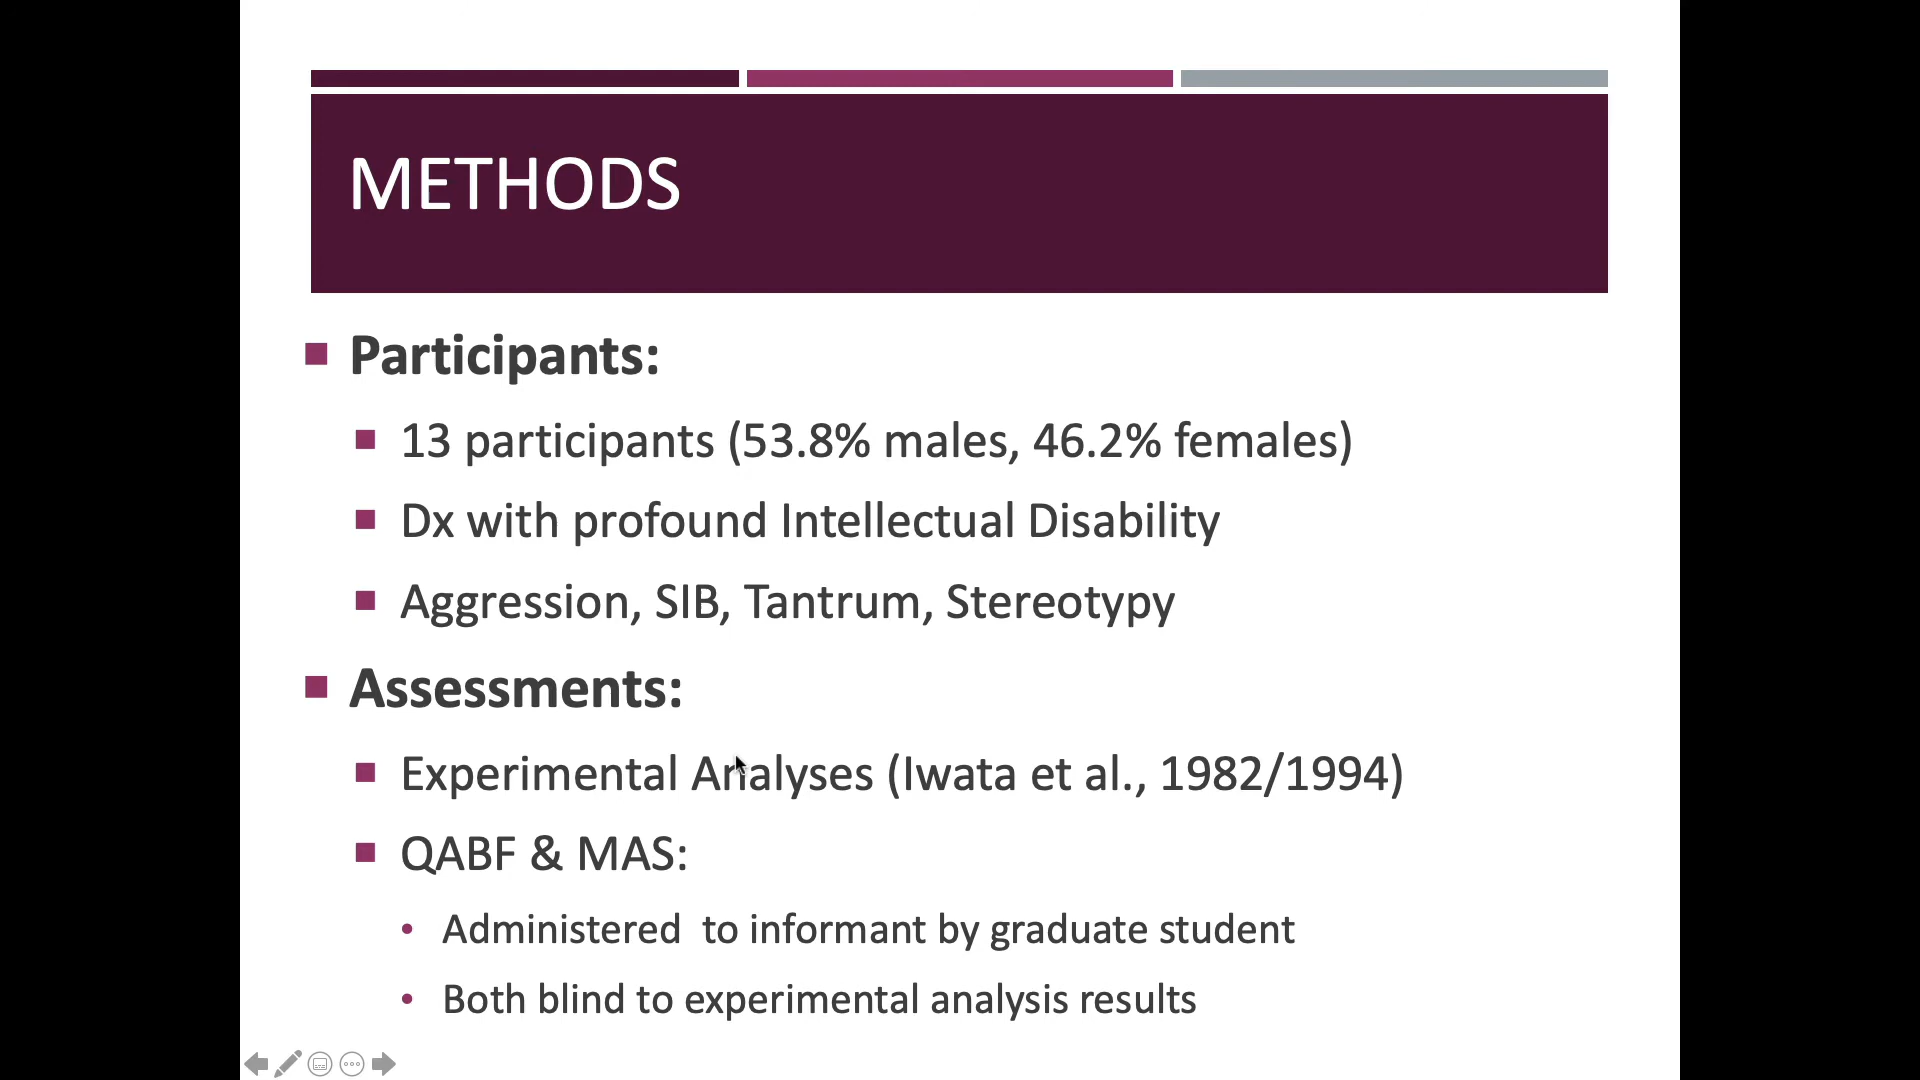 METHODS
Participants:
13 participants (53.8% males, 46.2% females)
Dx with profound Intellectual Disability
Aggression, SIB, Tantrum, Stereotypy
Assessments:
Experimental Analyses (Iwata et al., 1982/1994)
QABF & MAS:
Administered  to informant by graduate student
Both blind to experimental analysis results